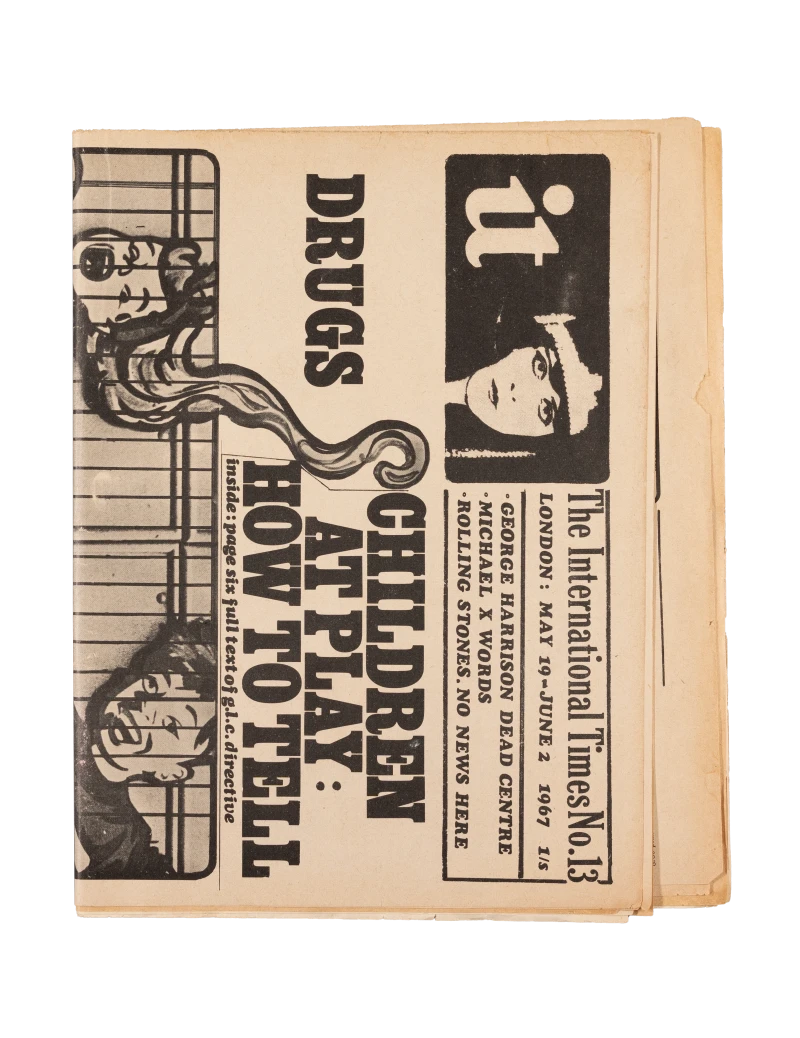 it
The International Times No.13
LONDON: MAY 19-JUNE 2 1967 1/s
•GEORGE HARRISON DEAD CENTRE
•MICHAEL X WORDS
•ROLLING STONES. NO NEWS HERE
DRUGS
CHILDREN
AT PLAY:
HOW TO TELL
inside: page six full text of g.l.c. directive